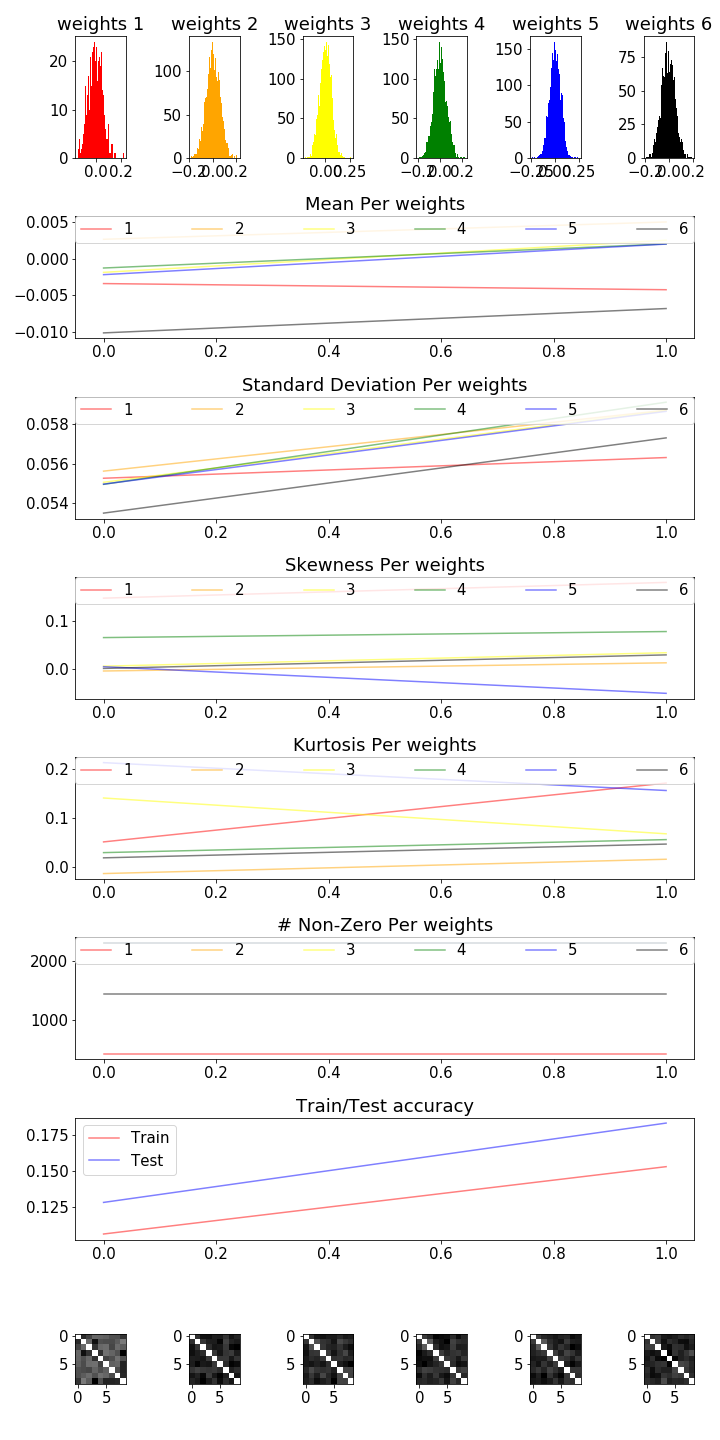 weights 1 weights 2 weights 3 weights 4 weights 5 weights 6
20 10 0
100 50 0
150 100 50 0
150 100 50 0
150 100 50 0
75 50 25 0
0.0 0.2 −0.2 0.0 0.2 0.00 0.25 −0.2 0.0 0.2 −0.25 0.00 0.25 −0.2 0.0 0.2
Mean Per weights
1 2 3 4 5 6
0.005
0.000
−0.005
−0.010
0.0 0.2 0.4 0.6 0.8 1.0
Standard Deviation Per weights
1 2 3 4 5 6
0.058
0.056
0.054
0.0 0.2 0.4 0.6 0.8 1.0
Skewness Per weights
1 2 3 4 5 6
0.1
0.0
0.0 0.2 0.4 0.6 0.8 1.0
Kurtosis Per weights
1 2 3 4 5 6
0.2
0.1
0.0
0.0 0.2 0.4 0.6 0.8 1.0
# Non-Zero Per weights
1 2 3 4 5 6
2000
1000
0.0 0.2 0.4 0.6 0.8 1.0
Train/Test accuracy
Train
Test
0.175
0.150
0.125
0.0 0.2 0.4 0.6 0.8 1.0
0 0 0 0 0 0
5 5 5 5 5 5
0 5 0 5 0 5 0 5 0 5 0 5